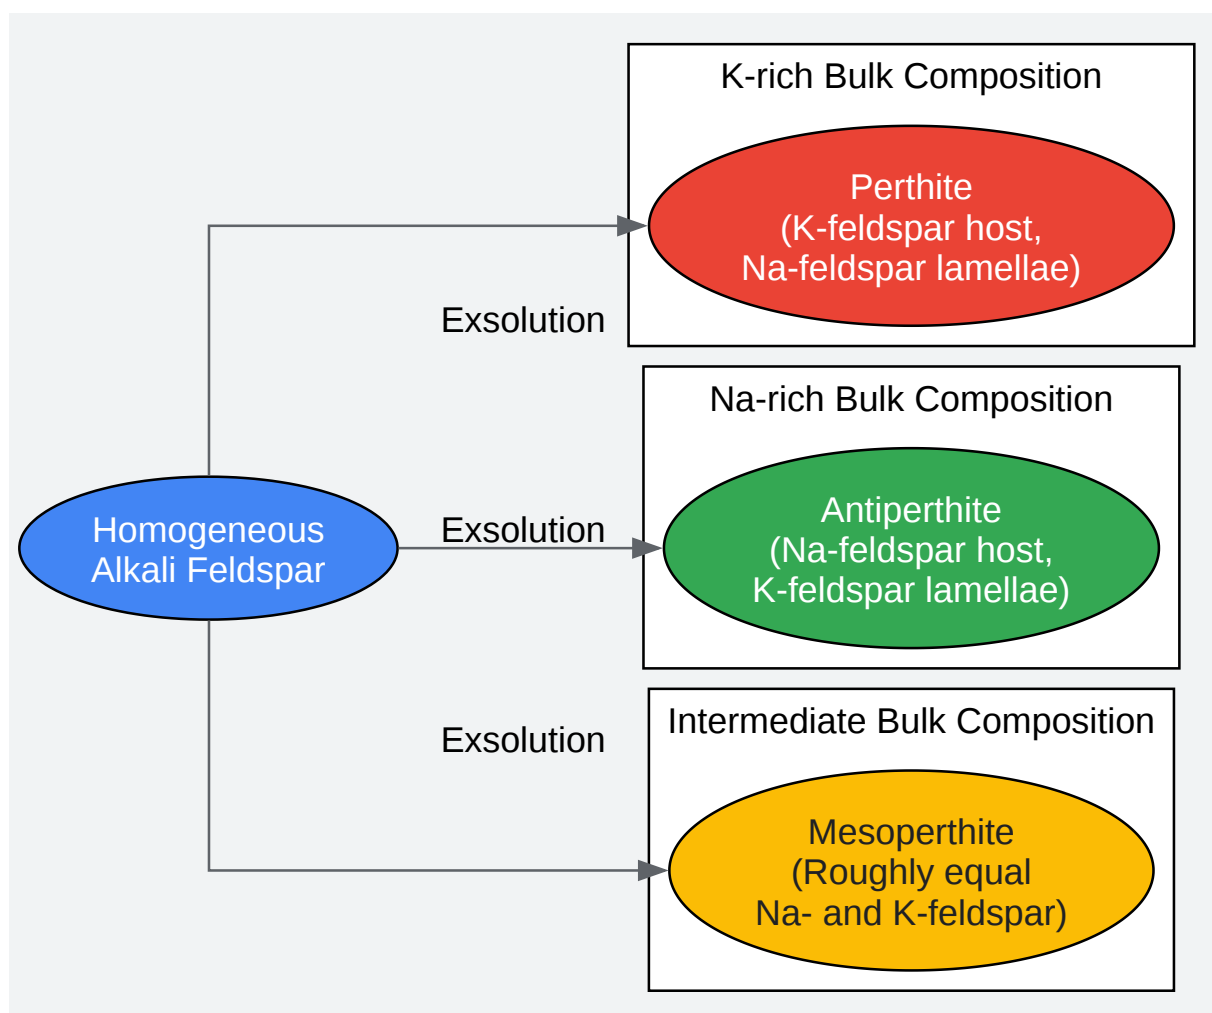 K-rich Bulk Composition
Perthite
(K-feldspar host,
Na-feldspar lamellae)
Exsolution
Na-rich Bulk Composition
Antiperthite
(Na-feldspar host,
K-feldspar lamellae)
Exsolution
Homogeneous
Alkali Feldspar
Intermediate Bulk Composition
Exsolution
Mesoperthite
(Roughly equal
Na- and K-feldspar)